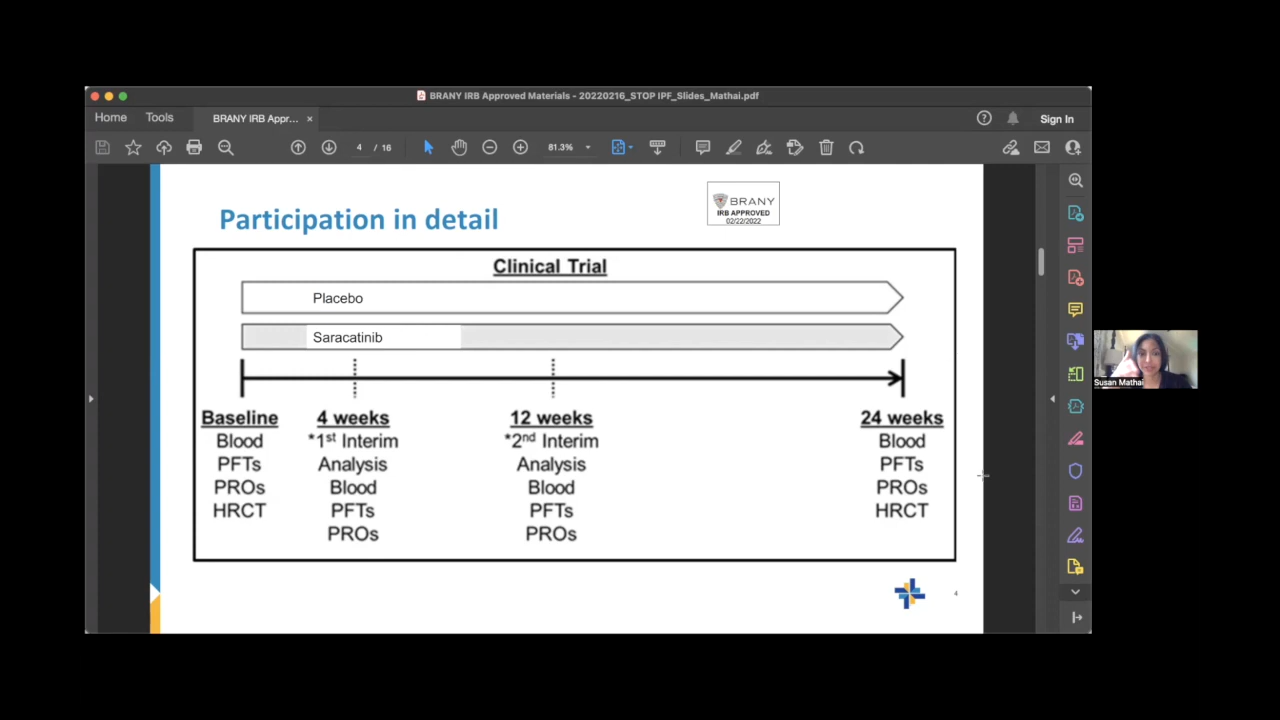 BRANY IRB Approved Materials - 20220216_STOP IPF_Slides_Mathai.pdf
Home Tools BRANY IRB Appr... × Sign In
4 / 16 81.3%
Participation in detail
BRANY
IRB APPROVED
02/22/2022
Clinical Trial
Placebo
Saracatinib
Baseline
Blood
PFTs
PROs
HRCT
4 weeks
*1st Interim
Analysis
Blood
PFTs
PROs
12 weeks
*2nd Interim
Analysis
Blood
PFTs
PROs
24 weeks
Blood
PFTs
PROs
HRCT
4
Susan Mathai